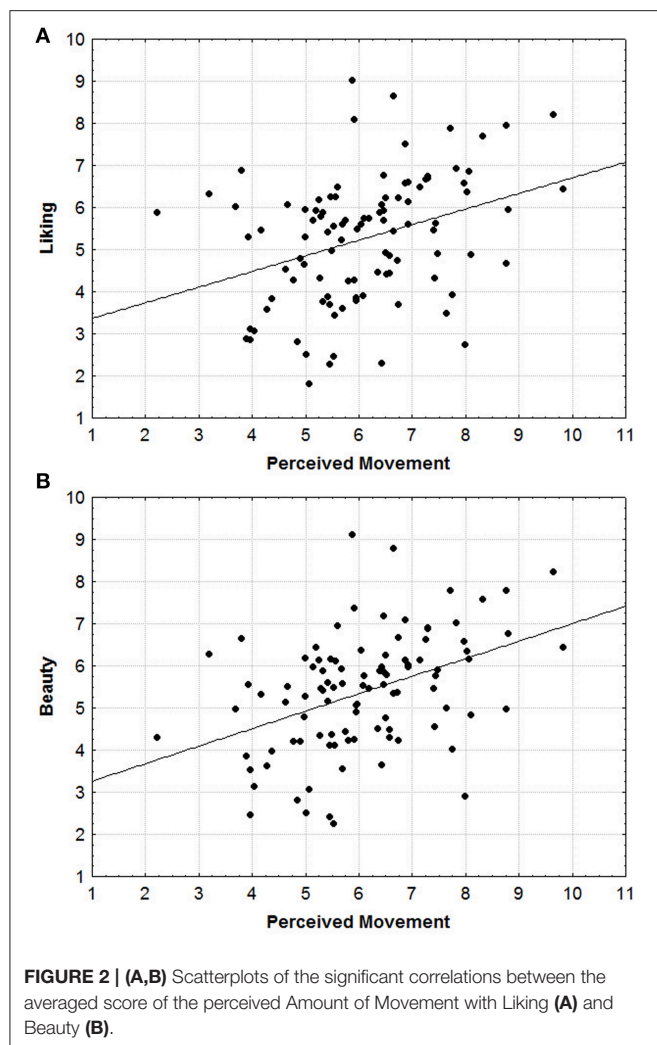 A
10
9
8
7
6
5
4
3
2
1
Liking
1 2 3 4 5 6 7 8 9 10 11
Perceived Movement
B
10
9
8
7
6
5
4
3
2
1
Beauty
1 2 3 4 5 6 7 8 9 10 11
Perceived Movement
FIGURE 2 | (A,B) Scatterplots of the significant correlations between the
averaged score of the perceived Amount of Movement with Liking (A) and
Beauty (B).